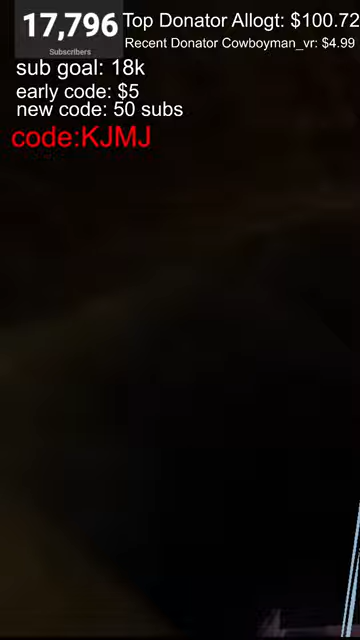 17,796
Subscribers
Top Donator Allogt: $100.72
Recent Donator Cowboyman_vr: $4.99
sub goal: 18k
early code: $5
new code: 50 subs
code:KJMJ